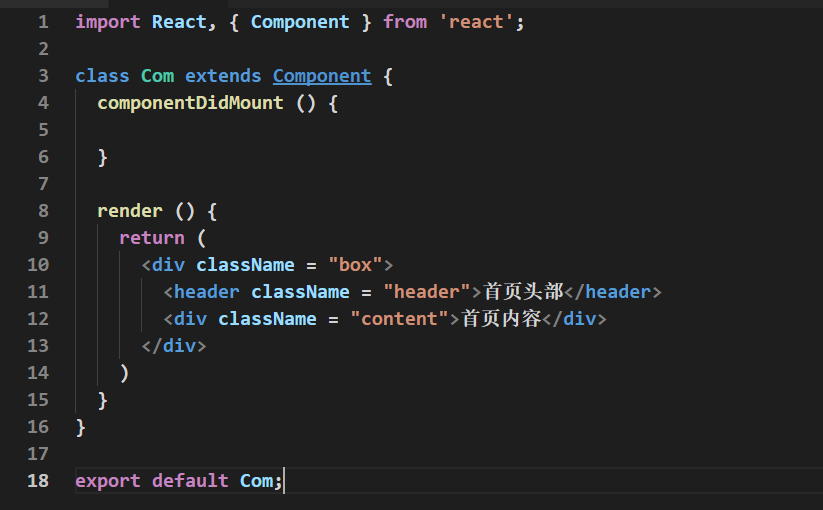 1 import React, { Component } from 'react';
2
3 class Com extends Component {
4   componentDidMount () {
5
6   }
7
8   render () {
9     return (
10       <div className = "box">
11         <header className = "header">首页头部</header>
12         <div className = "content">首页内容</div>
13       </div>
14     )
15   }
16 }
17
18 export default Com;